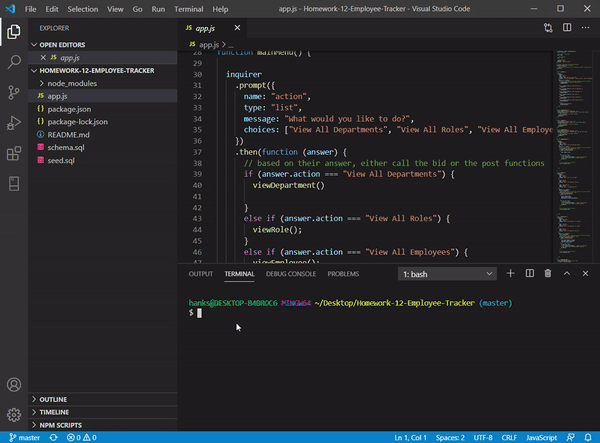 File Edit Selection View Go Run Terminal Help
app.js - Homework-12-Employee-Tracker - Visual Studio Code
EXPLORER
OPEN EDITORS
JS app.js
HOMEWORK-12-EMPLOYEE-TRACKER
node_modules
JS app.js
{} package.json
{} package-lock.json
README.md
schema.sql
seed.sql
OUTLINE
TIMELINE
NPM SCRIPTS
JS app.js
JS app.js > ...
28 function mainMenu() {
29
30 inquirer
31 .prompt({
32 name: "action",
33 type: "list",
34 message: "What would you like to do?",
35 choices: ["View All Departments", "View All Roles", "View All Employe
36 })
37 .then(function (answer) {
38 // based on their answer, either call the bid or the post functions
39 if (answer.action === "View All Departments") {
40 viewDepartment()
41
42 }
43 else if (answer.action === "View All Roles") {
44 viewRole();
45 }
46 else if (answer.action === "View All Employees") {
47 viewEmployee();
OUTPUT TERMINAL DEBUG CONSOLE PROBLEMS
1: bash
hanks@DESKTOP-B4BROC6 MINGW64 ~/Desktop/Homework-12-Employee-Tracker (master)
$
master 0 0 Ln 1, Col 1 Spaces: 2 UTF-8 CRLF JavaScript